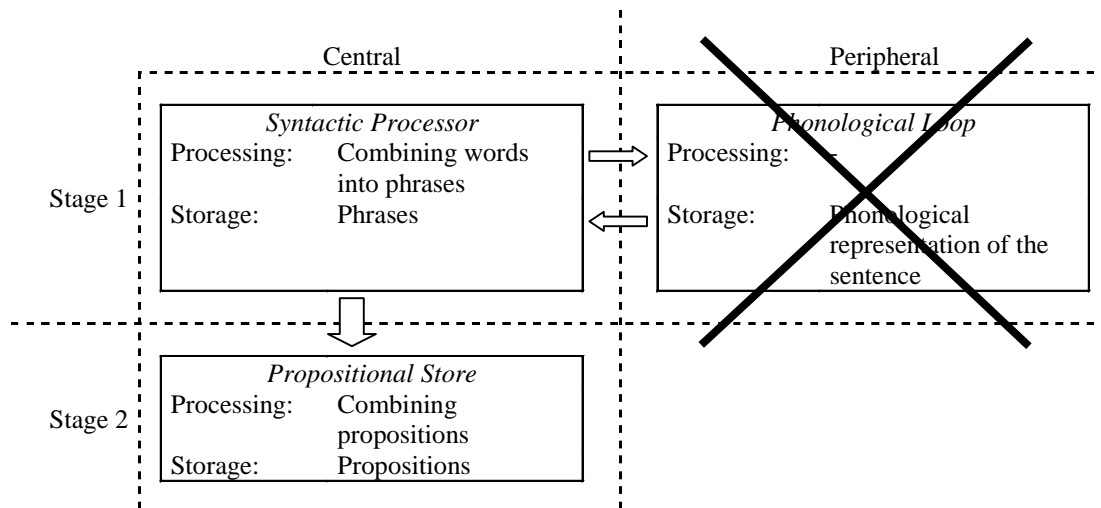 Central
Peripheral
Stage 1
Syntactic Processor
Processing: Combining words
into phrases
Storage: Phrases
Phonological Loop
Processing: -
Storage: Phonological
representation of the
sentence
Stage 2
Propositional Store
Processing: Combining
propositions
Storage: Propositions